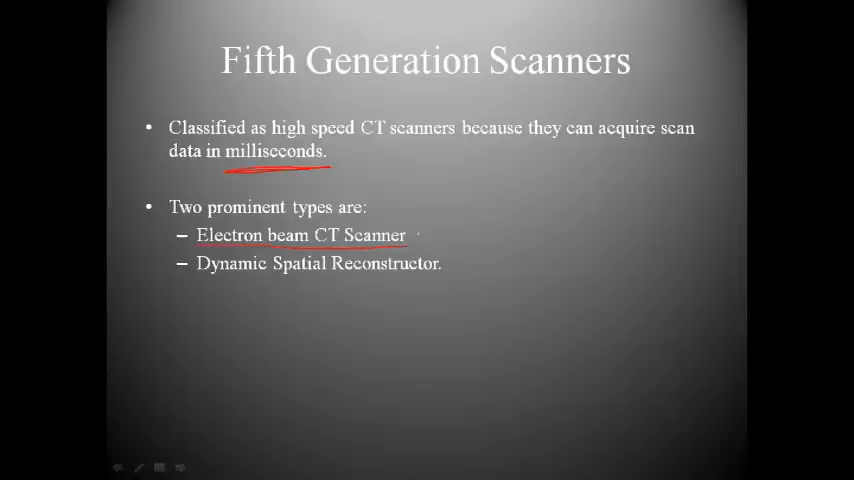 Fifth Generation Scanners
• Classified as high speed CT scanners because they can acquire scan
data in milliseconds.
• Two prominent types are:
– Electron beam CT Scanner
– Dynamic Spatial Reconstructor.